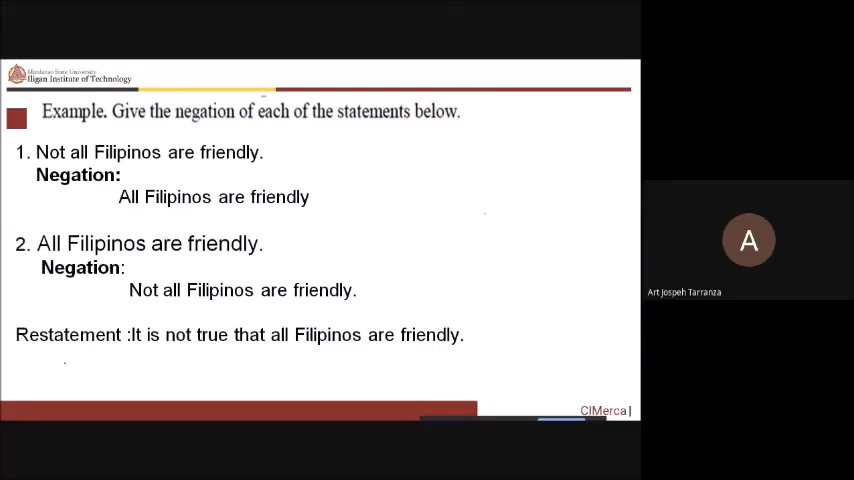 Mindanao State University
Iligan Institute of Technology
Example. Give the negation of each of the statements below.
1. Not all Filipinos are friendly.
Negation:
All Filipinos are friendly
2. All Filipinos are friendly.
Negation:
Not all Filipinos are friendly.
Restatement :It is not true that all Filipinos are friendly.
CIMerca|
A
Art Jospeh Tarranza